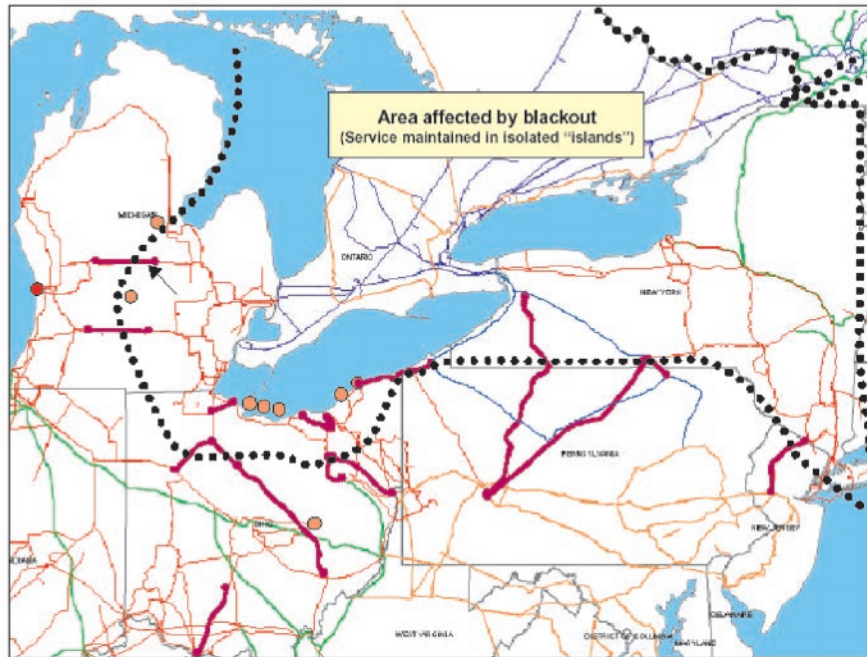 Area affected by blackout
(Service maintained in isolated "islands")
MICHIGAN
ONTARIO
NEW YORK
PENNSYLVANIA
OHIO
NEW JERSEY
DELAWARE
WEST VIRGINIA
DISTRICT OF COLUMBIA
MARYLAND